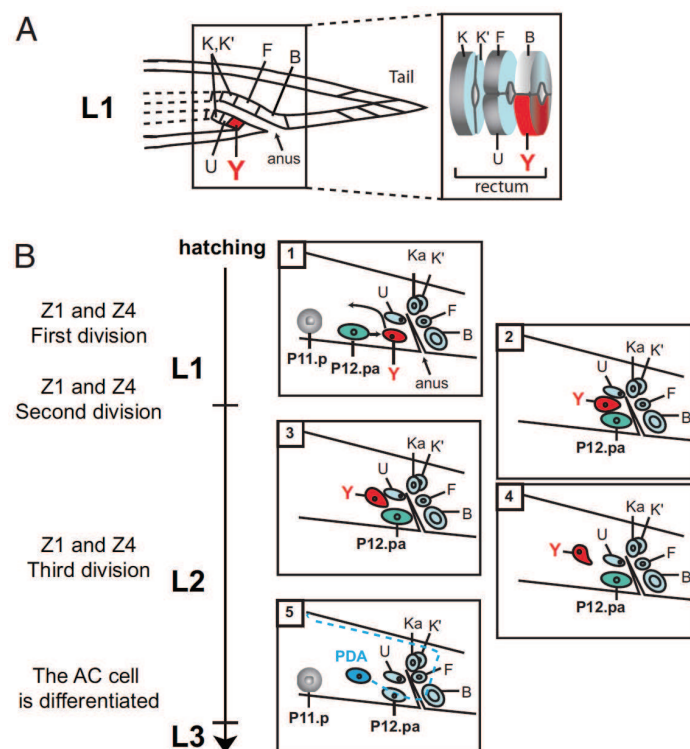 A
L1
K,K'
F
B
Tail
U
Y
anus
K
K'
F
B
U
Y
rectum
B
hatching
Z1 and Z4
First division
L1
Z1 and Z4
Second division
Z1 and Z4
Third division
L2
The AC cell
is differentiated
L3
1
Ka
K'
U
F
B
P11.p
P12.pa
Y
anus
2
Ka
K'
U
Y
F
B
P12.pa
3
Ka
K'
U
Y
F
B
P12.pa
4
Ka
K'
U
Y
F
B
P12.pa
5
Ka
K'
PDA
U
F
B
P11.p
P12.pa